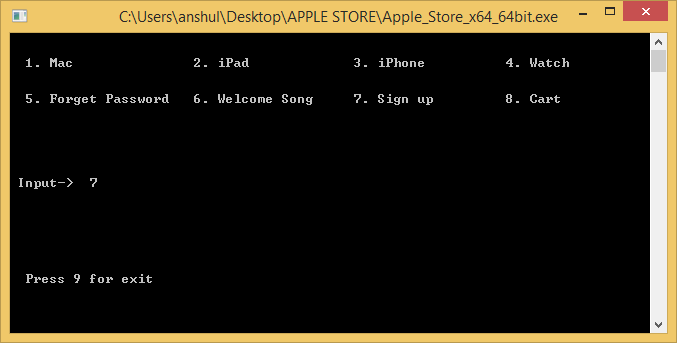 C:\Users\anshul\Desktop\APPLE STORE\Apple_Store_x64_64bit.exe
1. Mac 2. iPad 3. iPhone 4. Watch
5. Forget Password 6. Welcome Song 7. Sign up 8. Cart
Input-> 7
Press 9 for exit